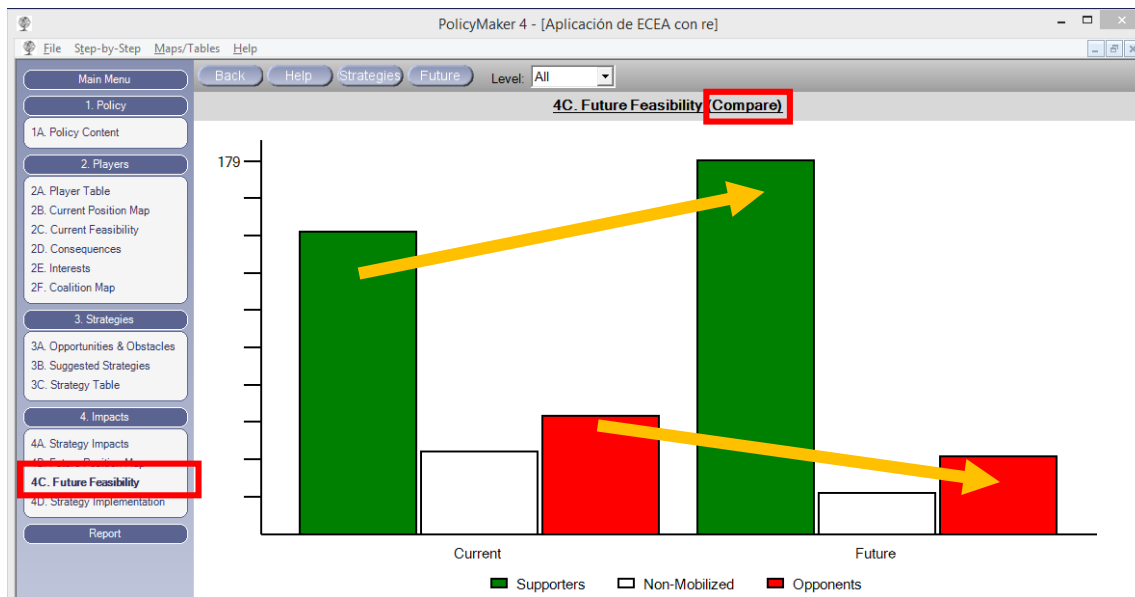 PolicyMaker 4 - [Aplicación de ECEA con re]
File Step-by-Step Maps/Tables Help
Main Menu
Back Help Strategies Future Level: All
1. Policy
4C. Future Feasibility (Compare)
1A. Policy Content
2. Players
2A. Player Table
2B. Current Position Map
2C. Current Feasibility
2D. Consequences
2E. Interests
2F. Coalition Map
3. Strategies
3A. Opportunities & Obstacles
3B. Suggested Strategies
3C. Strategy Table
4. Impacts
4A. Strategy Impacts
4B. Future Position Map
4C. Future Feasibility
4D. Strategy Implementation
Report
179
Current Future
Supporters Non-Mobilized Opponents